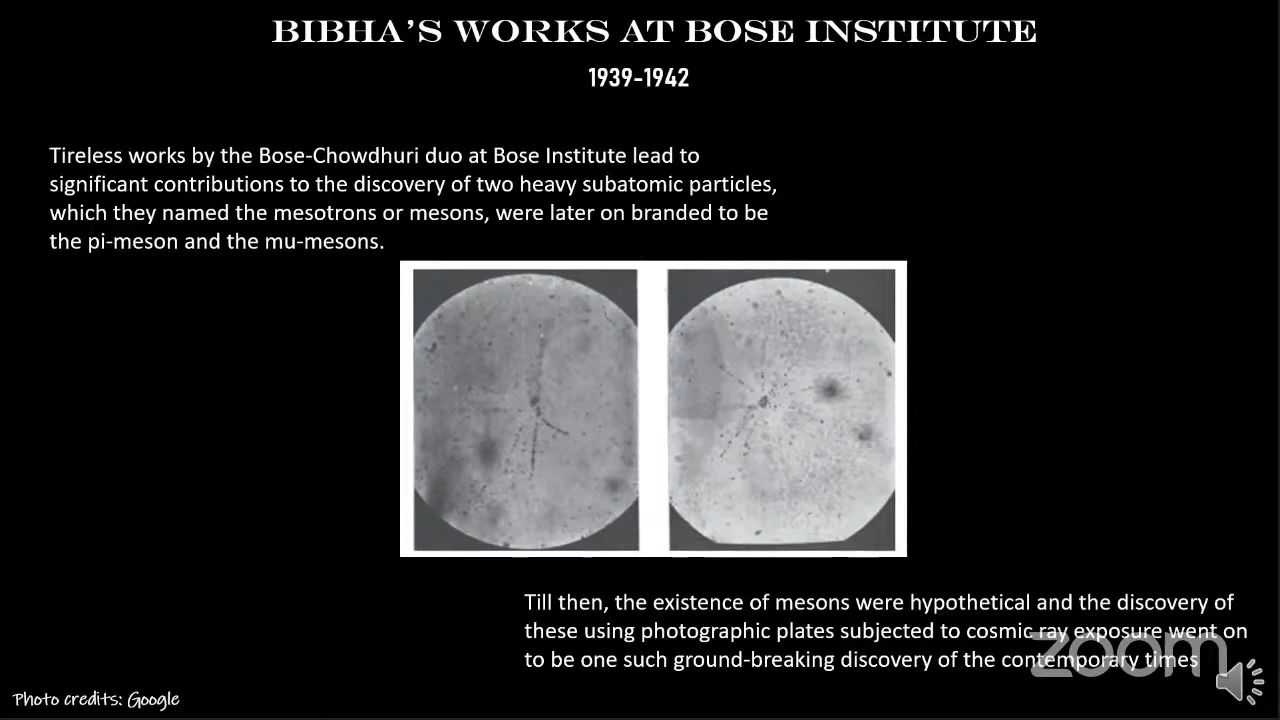 BIBHA'S WORKS AT BOSE INSTITUTE
1939-1942
Tireless works by the Bose-Chowdhuri duo at Bose Institute lead to
significant contributions to the discovery of two heavy subatomic particles,
which they named the mesotrons or mesons, were later on branded to be
the pi-meson and the mu-mesons.
Till then, the existence of mesons were hypothetical and the discovery of
these using photographic plates subjected to cosmic ray exposure went on
to be one such ground-breaking discovery of the contemporary times
zoom
Photo credits: Google